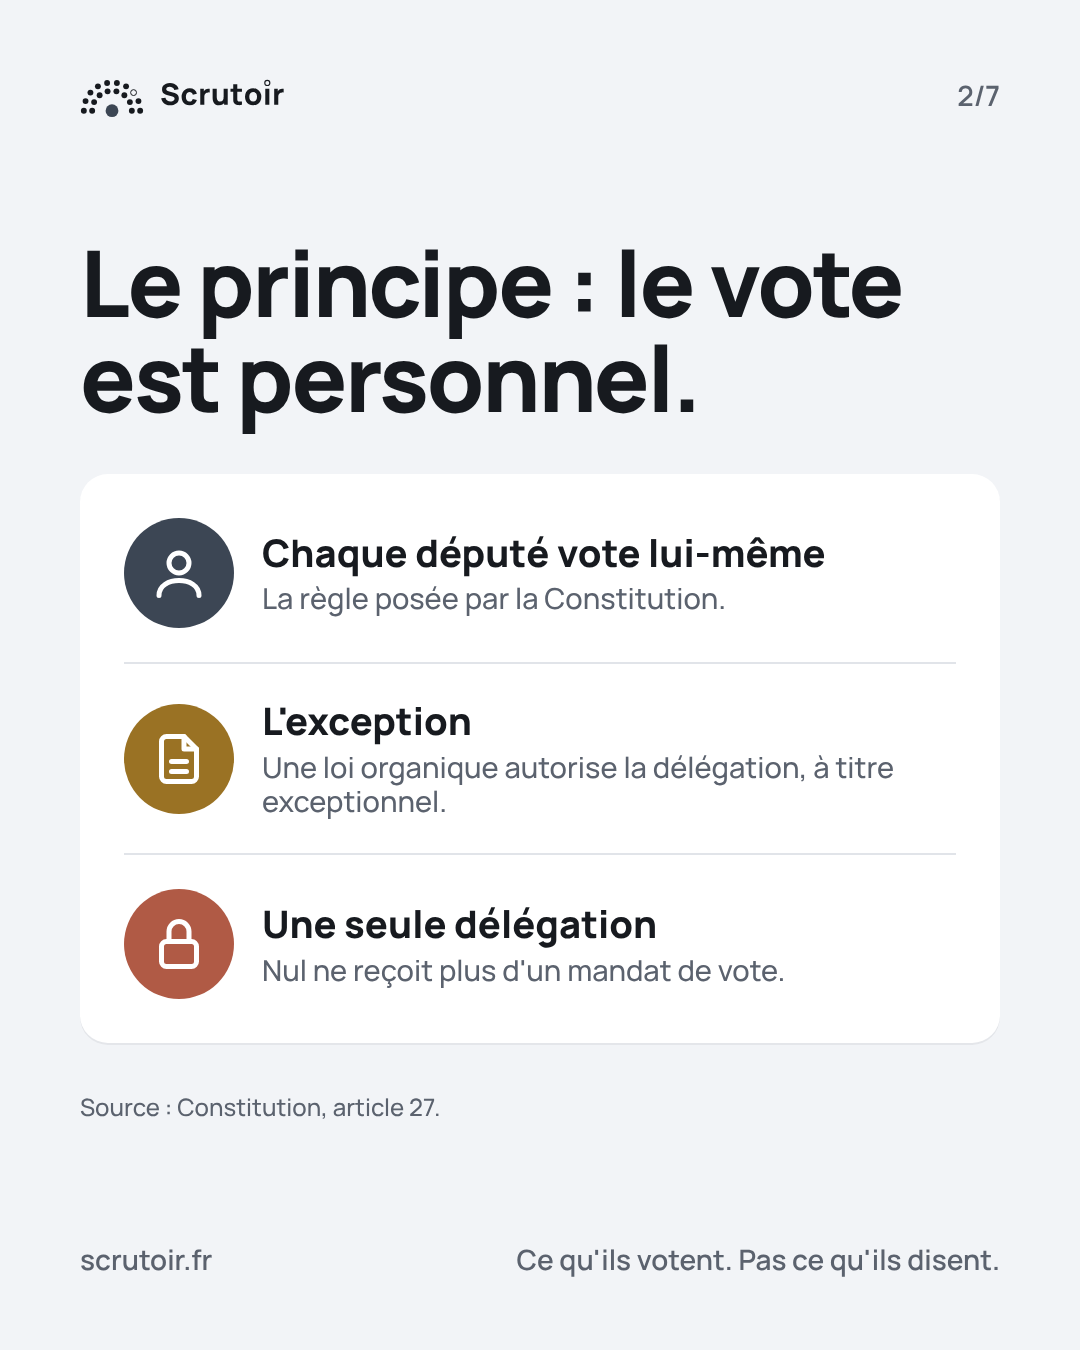 Scrutoir
2/7
Le principe : le vote
est personnel.
Chaque député vote lui-même
La règle posée par la Constitution.
L'exception
Une loi organique autorise la délégation, à titre
exceptionnel.
Une seule délégation
Nul ne reçoit plus d'un mandat de vote.
Source : Constitution, article 27.
scrutoir.fr
Ce qu'ils votent. Pas ce qu'ils disent.